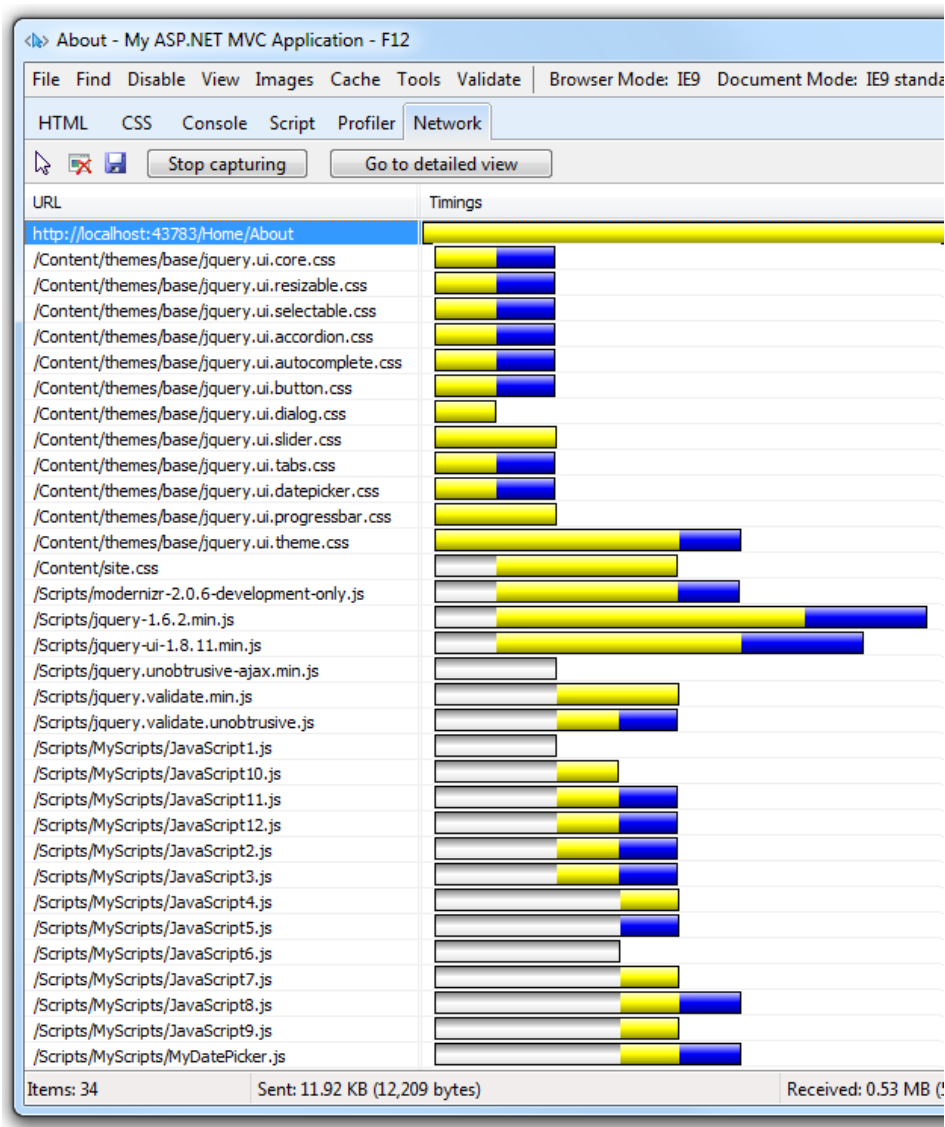 About - My ASP.NET MVC Application - F12
File Find Disable View Images Cache Tools Validate Browser Mode: IE9 Document Mode: IE9 standa
HTML CSS Console Script Profiler Network
Stop capturing Go to detailed view
URL Timings
http://localhost:43783/Home/About
/Content/themes/base/jquery.ui.core.css
/Content/themes/base/jquery.ui.resizable.css
/Content/themes/base/jquery.ui.selectable.css
/Content/themes/base/jquery.ui.accordion.css
/Content/themes/base/jquery.ui.autocomplete.css
/Content/themes/base/jquery.ui.button.css
/Content/themes/base/jquery.ui.dialog.css
/Content/themes/base/jquery.ui.slider.css
/Content/themes/base/jquery.ui.tabs.css
/Content/themes/base/jquery.ui.datepicker.css
/Content/themes/base/jquery.ui.progressbar.css
/Content/themes/base/jquery.ui.theme.css
/Content/site.css
/Scripts/modernizr-2.0.6-development-only.js
/Scripts/jquery-1.6.2.min.js
/Scripts/jquery-ui-1.8.11.min.js
/Scripts/jquery.unobtrusive-ajax.min.js
/Scripts/jquery.validate.min.js
/Scripts/jquery.validate.unobtrusive.js
/Scripts/MyScripts/JavaScript1.js
/Scripts/MyScripts/JavaScript10.js
/Scripts/MyScripts/JavaScript11.js
/Scripts/MyScripts/JavaScript12.js
/Scripts/MyScripts/JavaScript2.js
/Scripts/MyScripts/JavaScript3.js
/Scripts/MyScripts/JavaScript4.js
/Scripts/MyScripts/JavaScript5.js
/Scripts/MyScripts/JavaScript6.js
/Scripts/MyScripts/JavaScript7.js
/Scripts/MyScripts/JavaScript8.js
/Scripts/MyScripts/JavaScript9.js
/Scripts/MyScripts/MyDatePicker.js
Items: 34 Sent: 11.92 KB (12,209 bytes) Received: 0.53 MB (